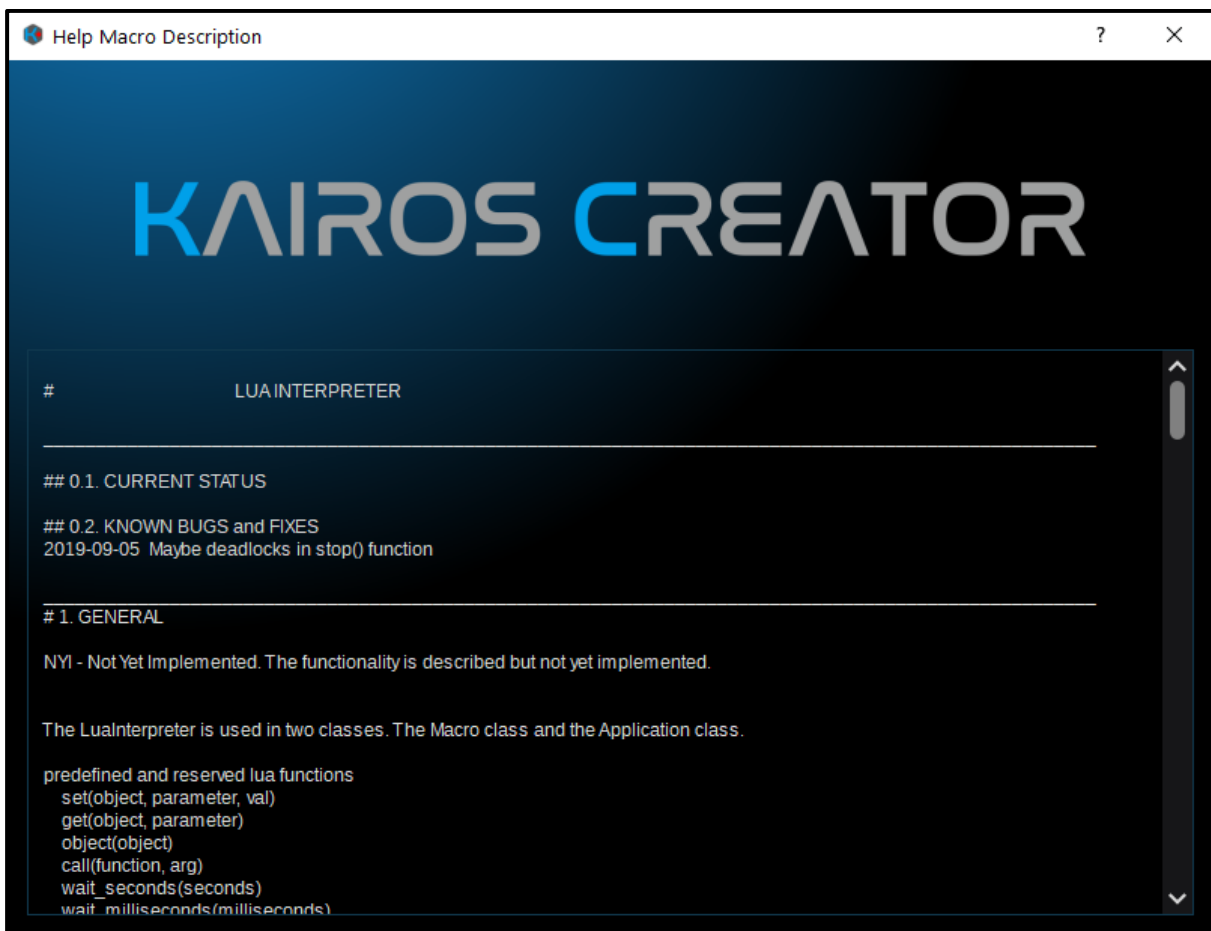 Help Macro Description
?
KAIROS CREATOR
# LUA INTERPRETER
## 0.1. CURRENT STATUS
## 0.2. KNOWN BUGS and FIXES
2019-09-05 Maybe deadlocks in stop() function
# 1. GENERAL
NYI - Not Yet Implemented. The functionality is described but not yet implemented.
The LuaInterpreter is used in two classes. The Macro class and the Application class.
predefined and reserved lua functions
set(object, parameter, val)
get(object, parameter)
object(object)
call(function, arg)
wait_seconds(seconds)
wait_milliseconds(milliseconds)